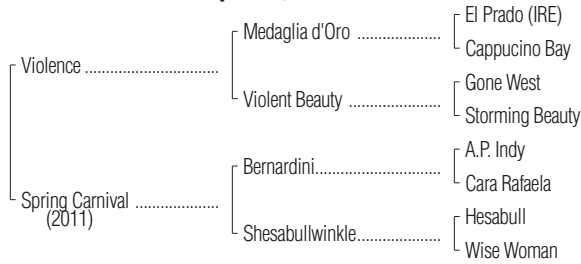 El Prado (IRE)
Medaglia d'Oro ..................
Cappucino Bay
Violence .............................
Gone West
Violent Beauty ....................
Storming Beauty
A.P. Indy
Bernardini...........................
Cara Rafaela
Spring Carnival ..................
(2011)
Hesabull
Shesabullwinkle..................
Wise Woman